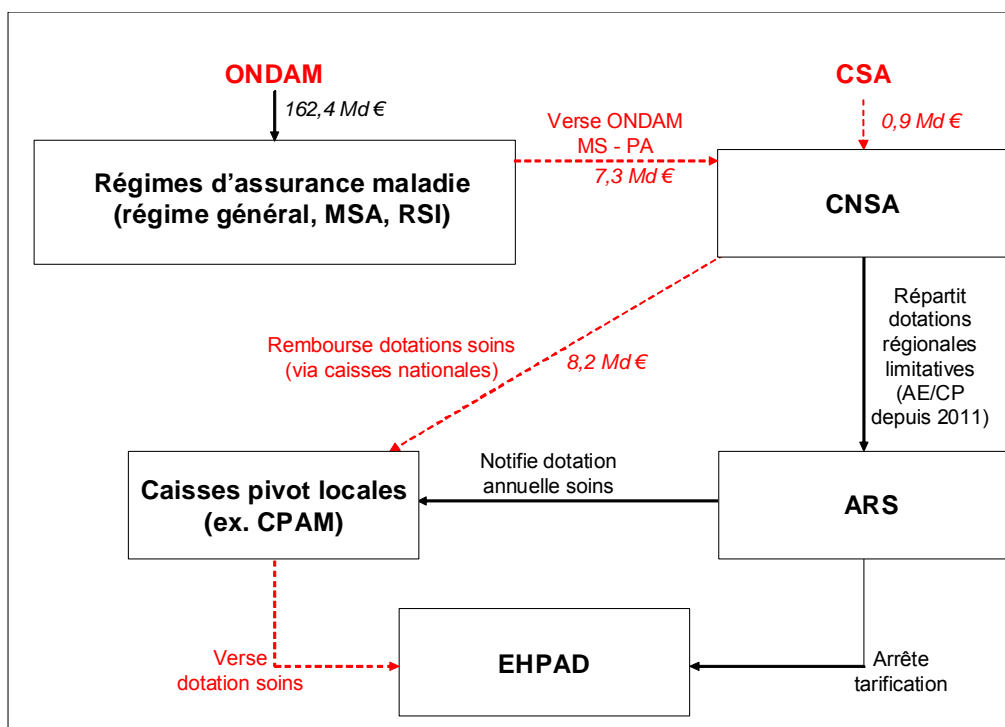 ONDAM
CSA
162,4 Md €
0,9 Md €
Verse ONDAM
MS - PA
7,3 Md €
Régimes d’assurance maladie
(régime général, MSA, RSI)
CNSA
Répartit
dotations
régionales
limitatives
(AE/CP
depuis 2011)
Rembourse dotations soins
(via caisses nationales)
8,2 Md €
Caisses pivot locales
(ex. CPAM)
Notifie dotation
annuelle soins
ARS
Verse
dotation soins
EHPAD
Arrête
tarification